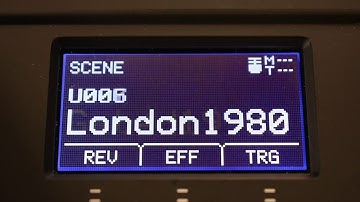 SCENE M---
T---
U006
London1980
REV EFF TRG